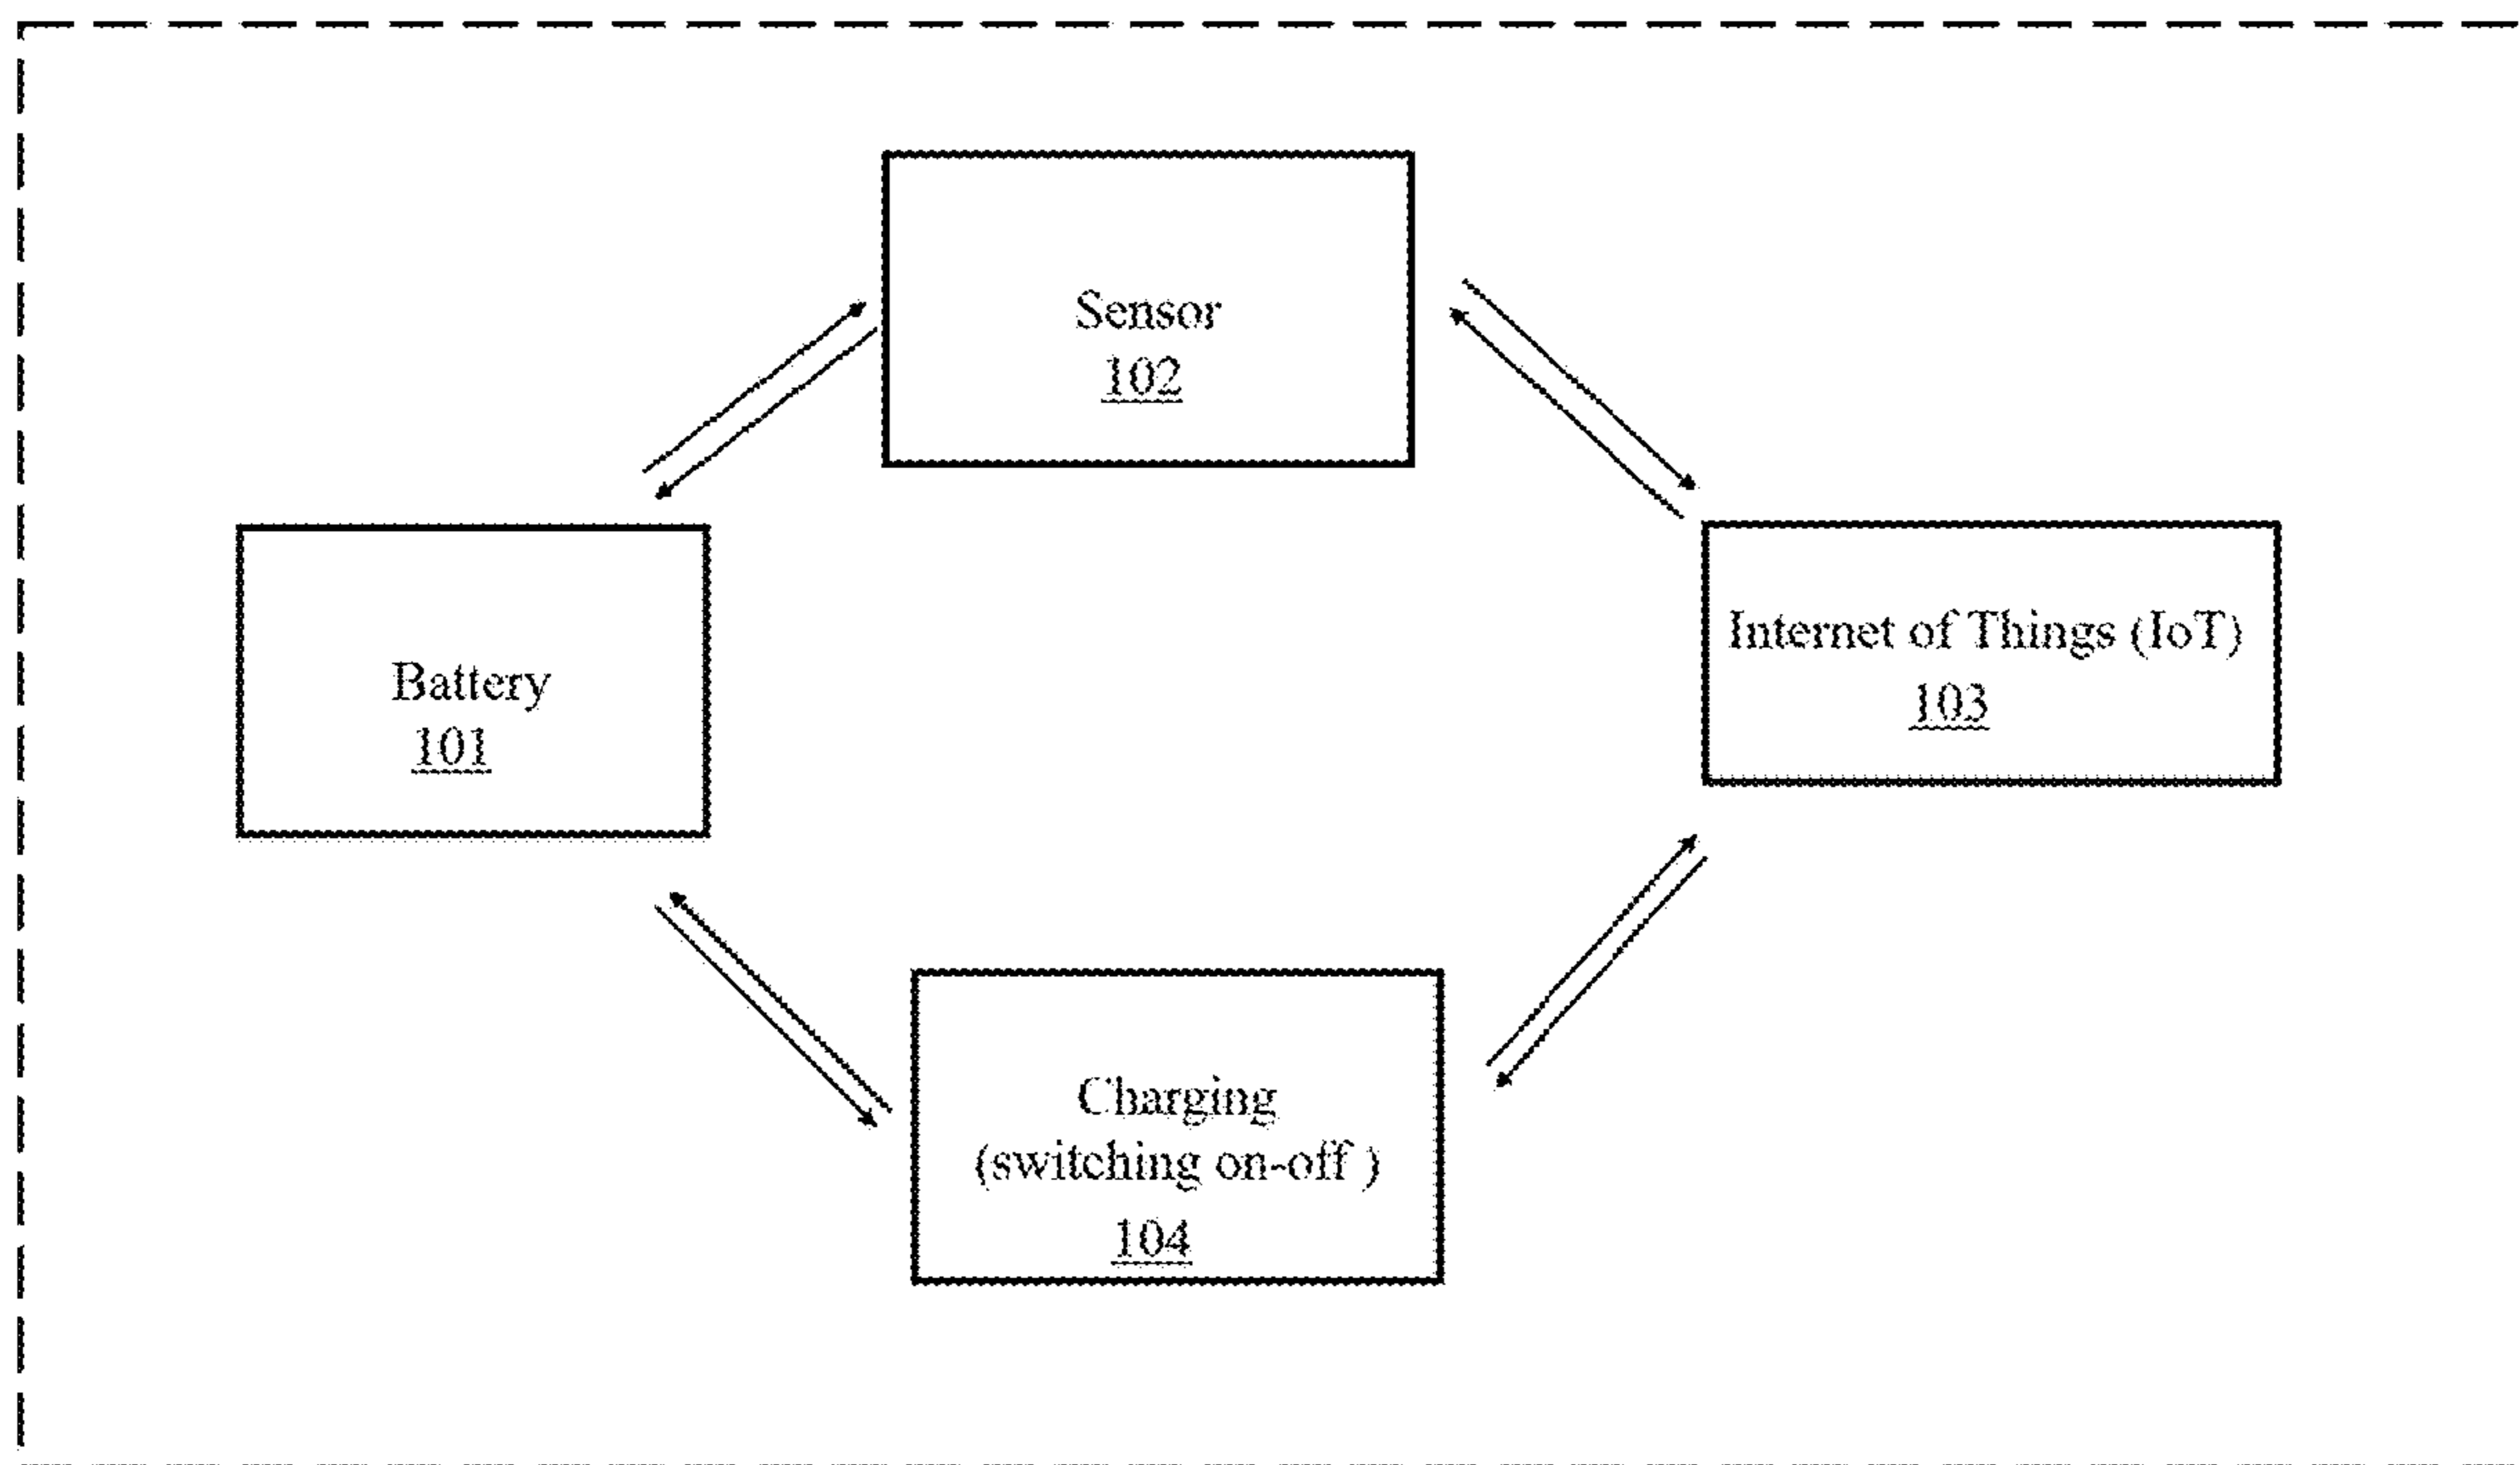 Sensor
102
Battery
101
Internet of Things (IoT)
103
Charging
(switching on-off )
104